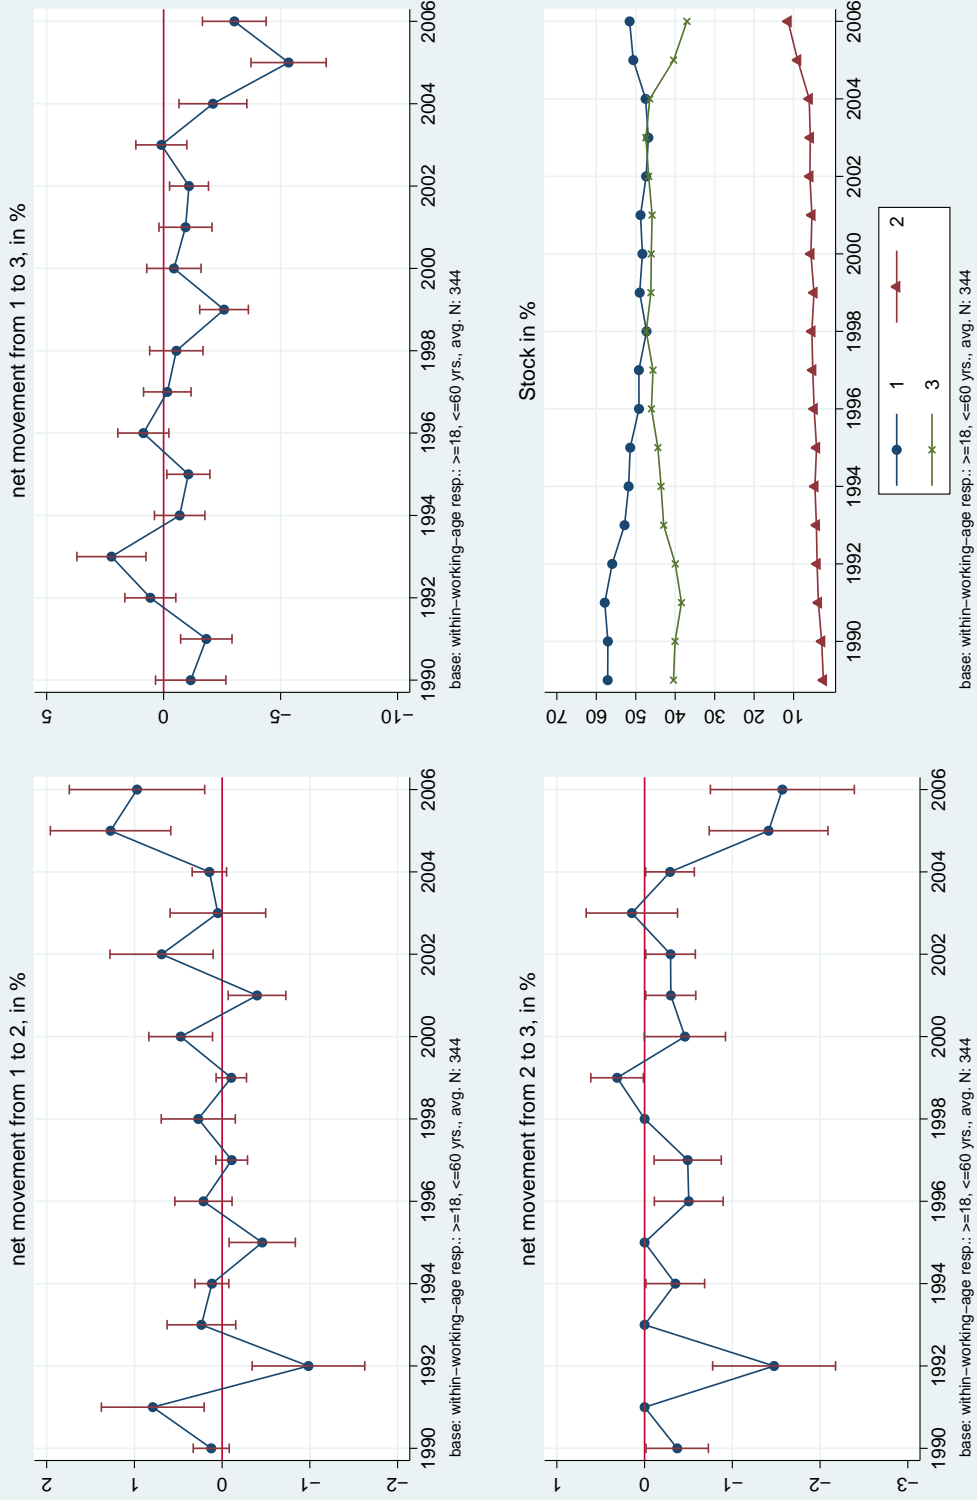 net movement from 1 to 2, in %
2
1
0
−1
−2
1990 1992 1994 1996 1998 2000 2002 2004 2006
base: within−working−age resp.: >=18, <=60 yrs., avg. N: 344
net movement from 1 to 3, in %
5
0
−5
−10
1990 1992 1994 1996 1998 2000 2002 2004 2006
base: within−working−age resp.: >=18, <=60 yrs., avg. N: 344
net movement from 2 to 3, in %
1
0
−1
−2
−3
1990 1992 1994 1996 1998 2000 2002 2004 2006
base: within−working−age resp.: >=18, <=60 yrs., avg. N: 344
Stock in %
70
60
50
40
30
20
10
1990 1992 1994 1996 1998 2000 2002 2004 2006
1 2
3
base: within−working−age resp.: >=18, <=60 yrs., avg. N: 344